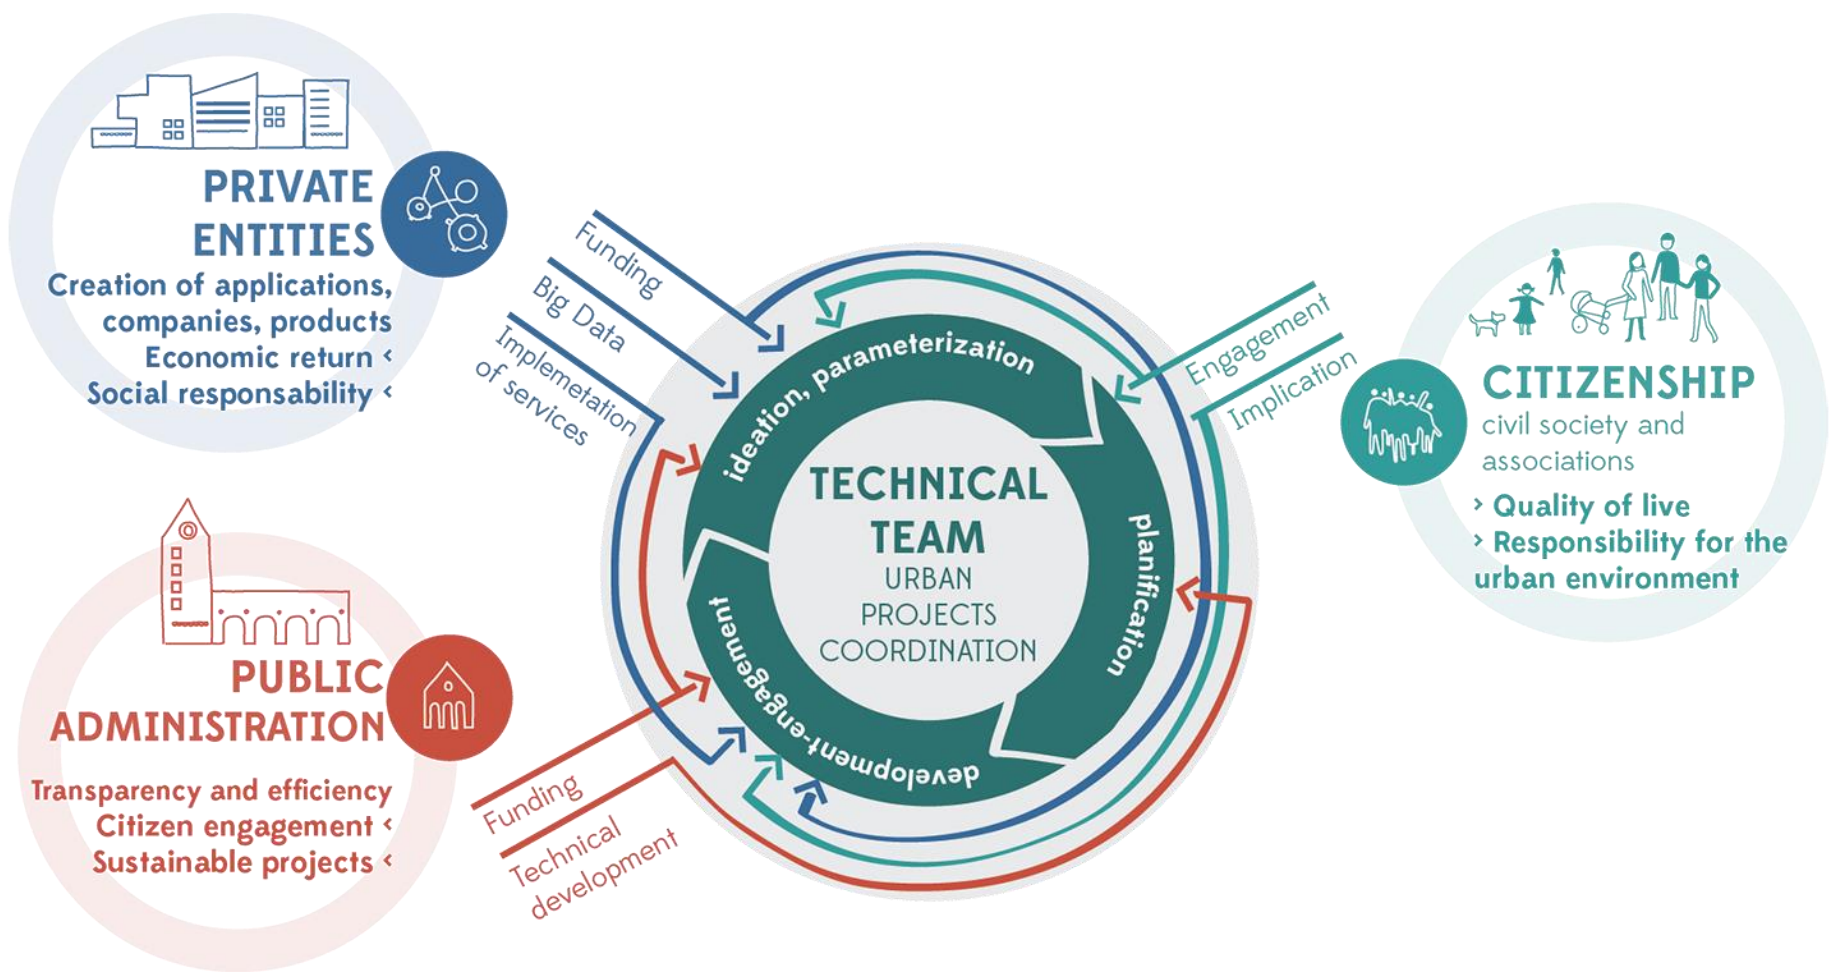 PRIVATE
ENTITIES
Creation of applications,
companies, products
Economic return ‹
Social responsability ‹
PUBLIC
ADMINISTRATION
Transparency and efficiency
Citizen engagement ‹
Sustainable projects ‹
Funding
Big Data
Implemetation
of services
Funding
Technical
development
ideation, parameterization
planification
development-engagement
TECHNICAL
TEAM
URBAN
PROJECTS
COORDINATION
Engagement
Implication
CITIZENSHIP
civil society and
associations
› Quality of live
› Responsibility for the
urban environment